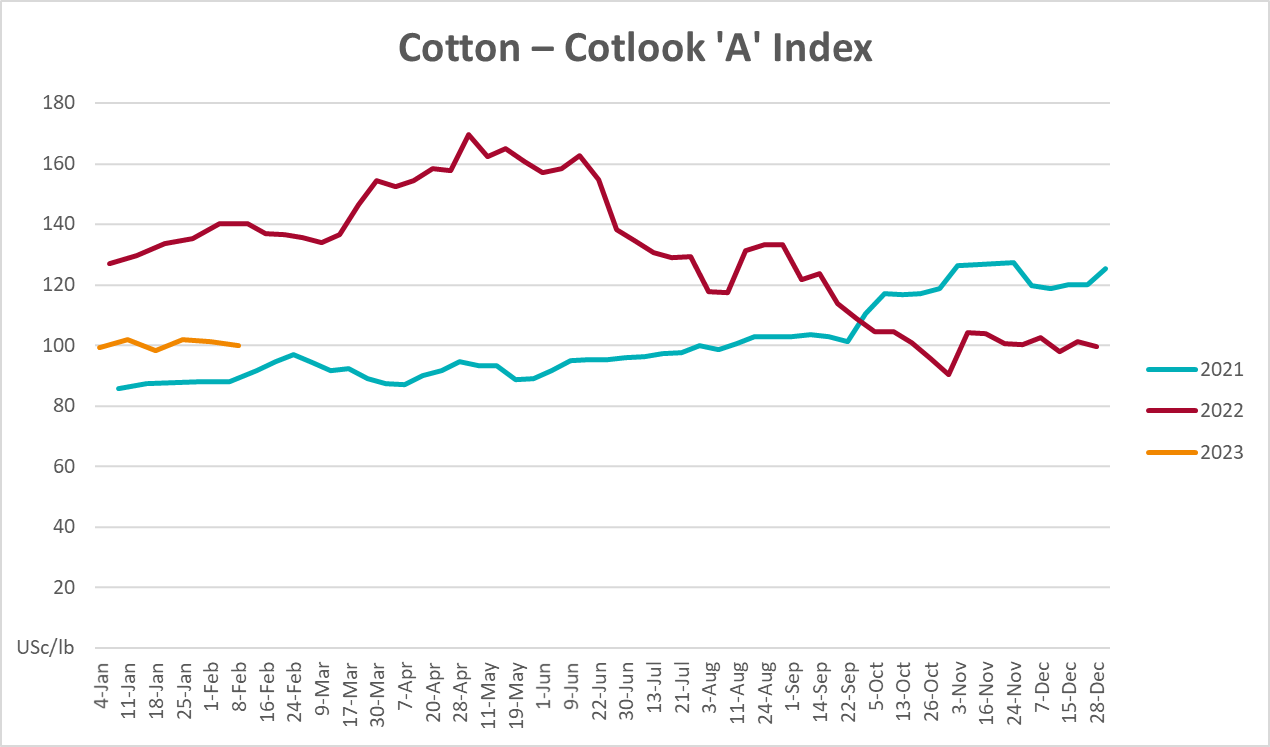 Cotton – Cotlook 'A' Index
180
160
140
120
100
80
60
40
20
USc/lb
4-Jan
11-Jan
18-Jan
25-Jan
1-Feb
8-Feb
16-Feb
24-Feb
9-Mar
17-Mar
30-Mar
7-Apr
20-Apr
28-Apr
11-May
19-May
1-Jun
9-Jun
22-Jun
30-Jun
13-Jul
21-Jul
3-Aug
11-Aug
24-Aug
1-Sep
14-Sep
22-Sep
5-Oct
13-Oct
26-Oct
3-Nov
16-Nov
24-Nov
7-Dec
15-Dec
28-Dec
2021
2022
2023